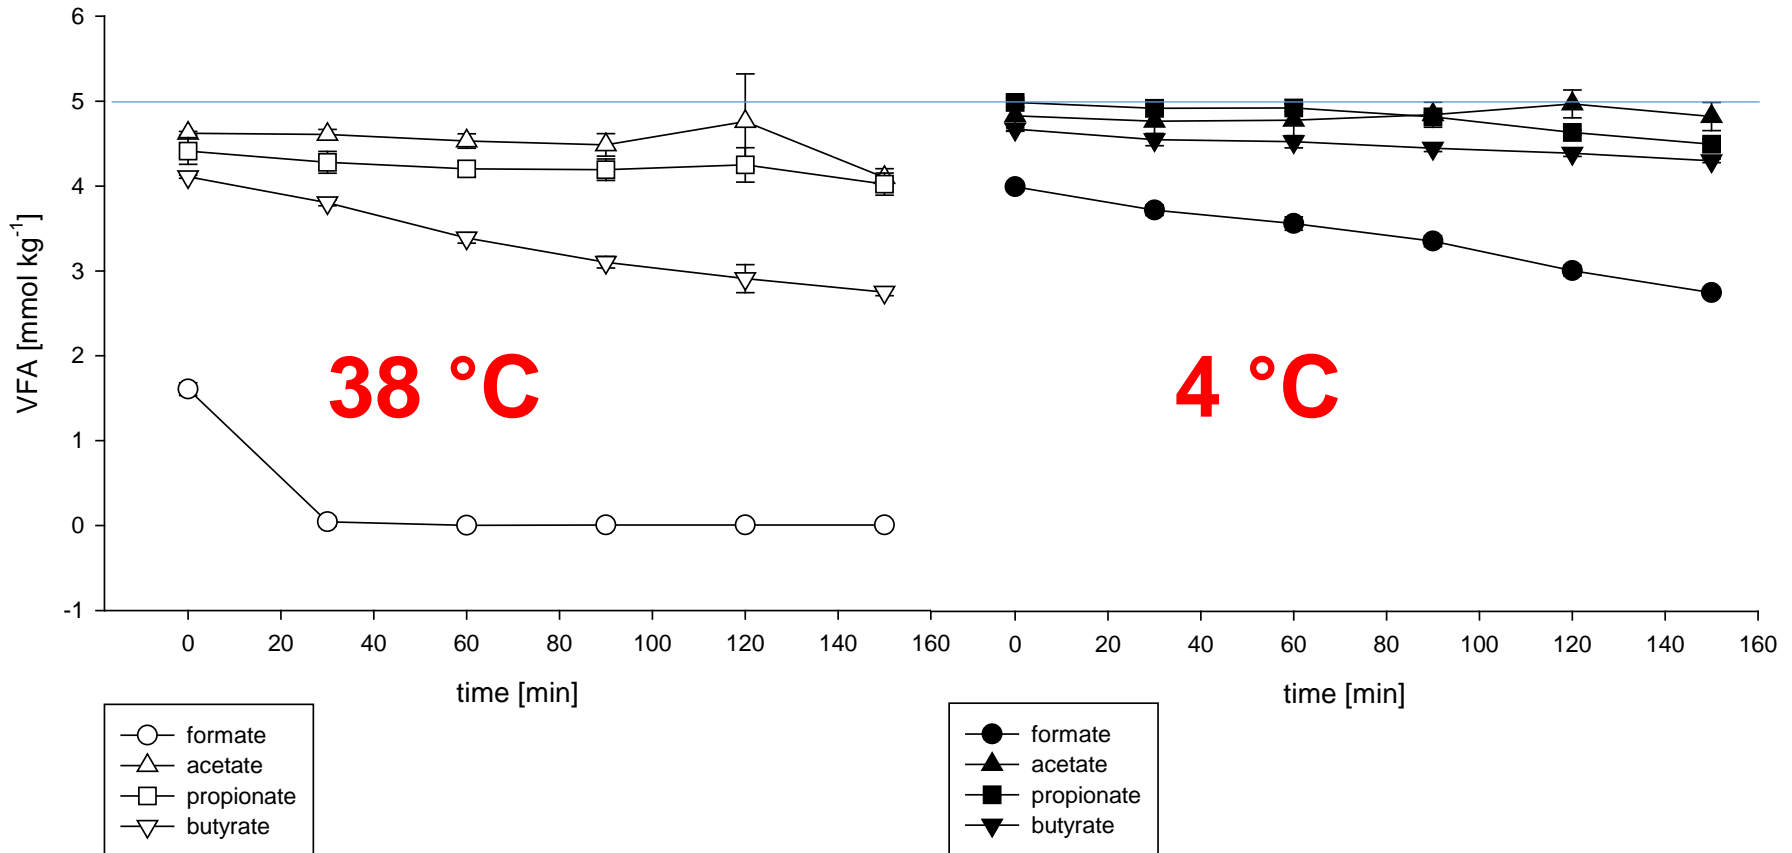 VFA [mmol kg⁻¹]
6
5
4
3
2
1
0
-1
38 °C
4 °C
0 20 40 60 80 100 120 140 160
0 20 40 60 80 100 120 140 160
time [min]
time [min]
formate
acetate
propionate
butyrate
formate
acetate
propionate
butyrate